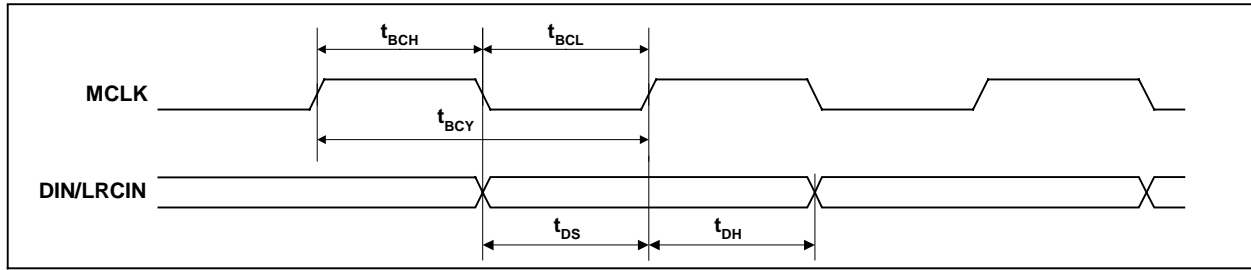 tBCH tBCL
MCLK
tBCY
DIN/LRCIN
tDS tDH